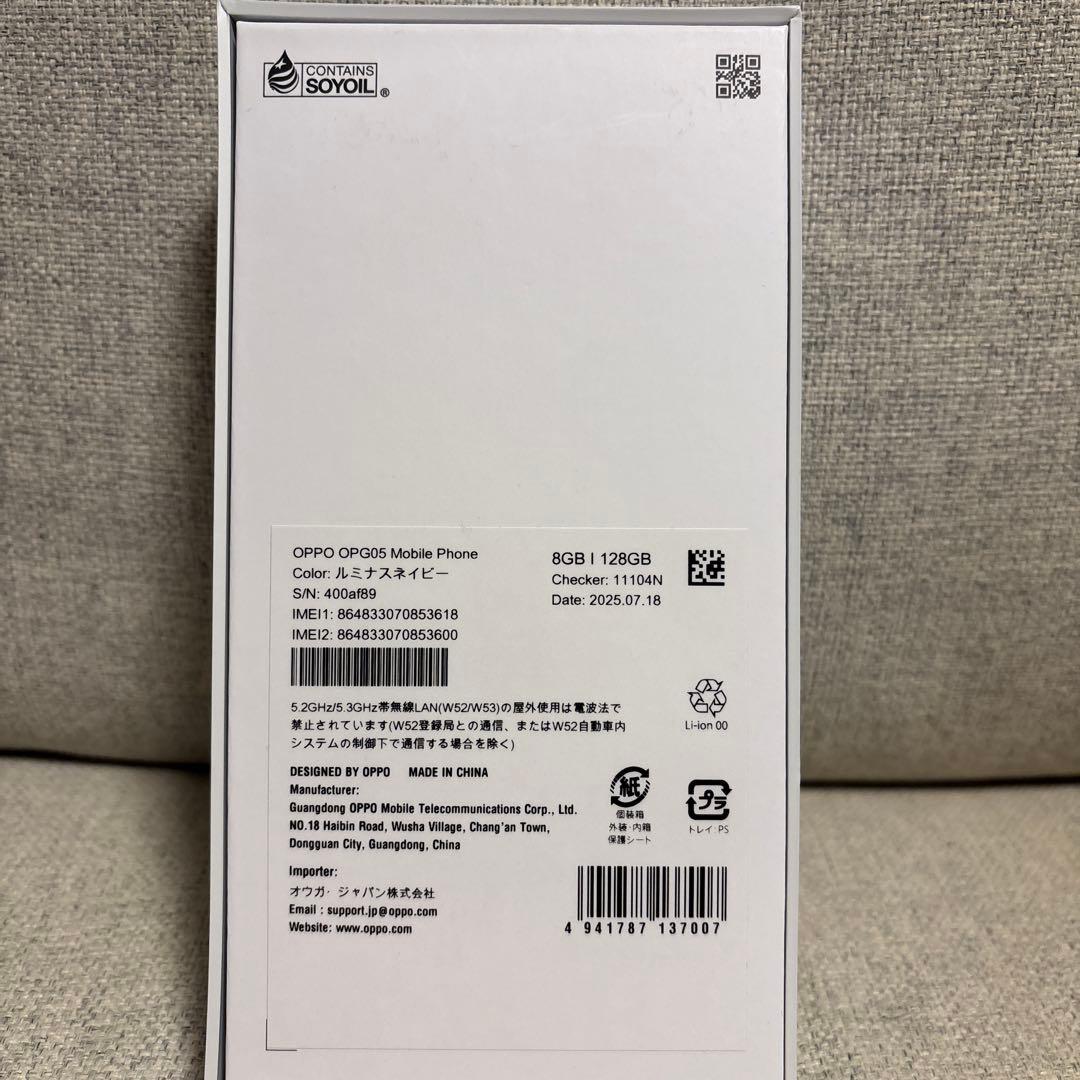 CONTAINS
SOYOIL ®
OPPO OPG05 Mobile Phone
Color: ルミナスネイビー
S/N: 400af89
IMEI1: 864833070853618
IMEI2: 864833070853600
8GB | 128GB
Checker: 11104N
Date: 2025.07.18
5.2GHz/5.3GHz帯無線LAN(W52/W53)の屋外使用は電波法で
禁止されています(W52登録局との通信、またはW52自動車内
システムの制御下で通信する場合を除く)
Li-ion 00
DESIGNED BY OPPO MADE IN CHINA
Manufacturer:
Guangdong OPPO Mobile Telecommunications Corp., Ltd.
NO.18 Haibin Road, Wusha Village, Chang'an Town,
Dongguan City, Guangdong, China
紙
個装箱
外装·内箱
保護シート
プラ
トレイ:PS
Importer:
オウガ· ジャパン株式会社
Email : support.jp@oppo.com
Website: www.oppo.com
4 941787 137007